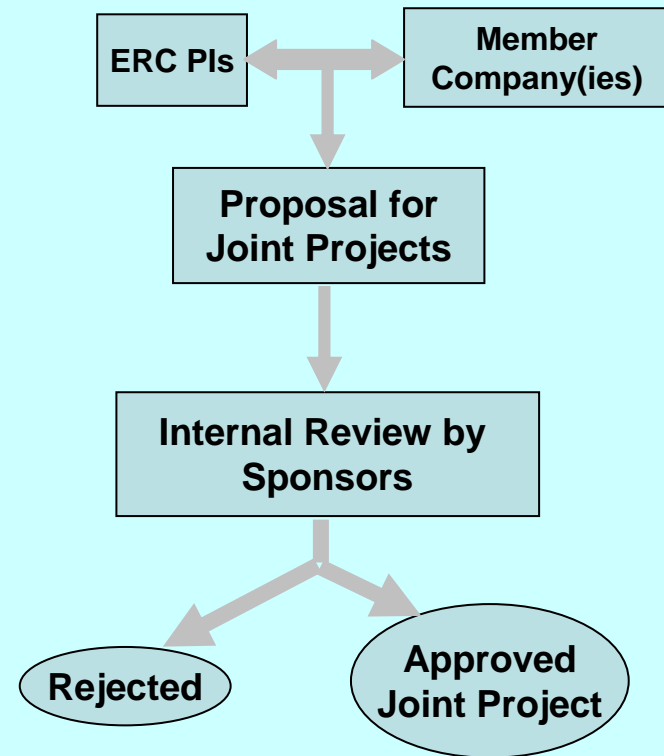 ERC PIs
Member
Company(ies)
Proposal for
Joint Projects
Internal Review by
Sponsors
Rejected
Approved
Joint Project